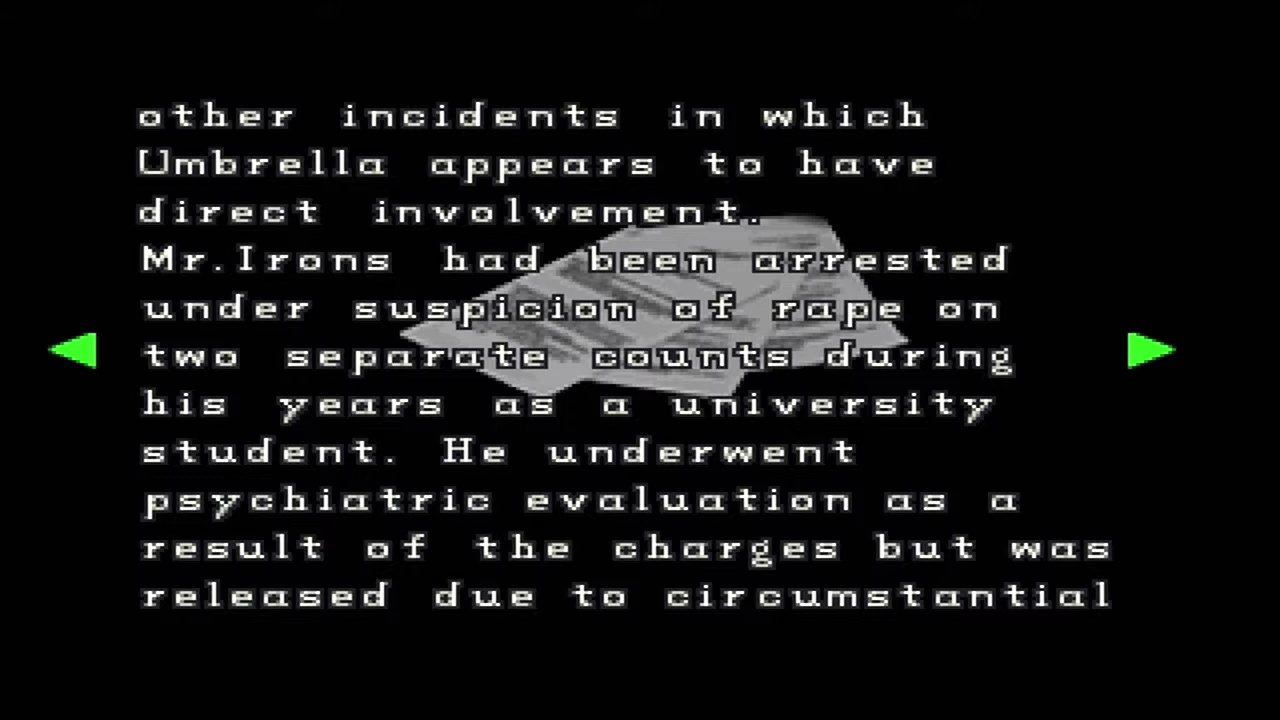 other incidents in which
Umbrella appears to have
direct involvement.
Mr.Irons had been arrested
under suspicion of rape on
two separate counts during
his years as a university
student. He underwent
psychiatric evaluation as a
result of the charges but was
released due to circumstantial